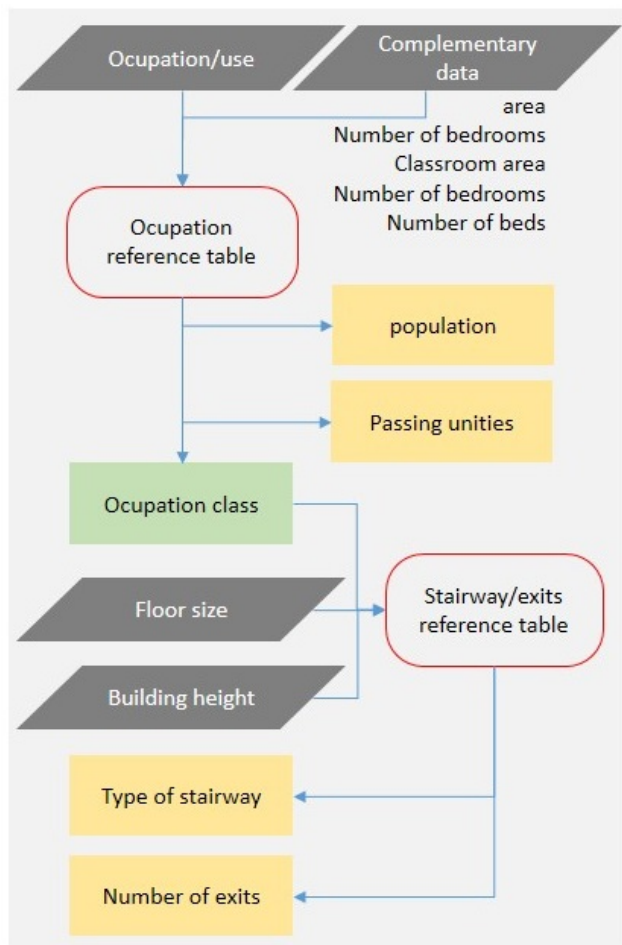 Ocupation/use
Complementary
data
area
Number of bedrooms
Classroom area
Number of bedrooms
Number of beds
Ocupation
reference table
population
Passing unities
Ocupation class
Floor size
Stairway/exits
reference table
Building height
Type of stairway
Number of exits